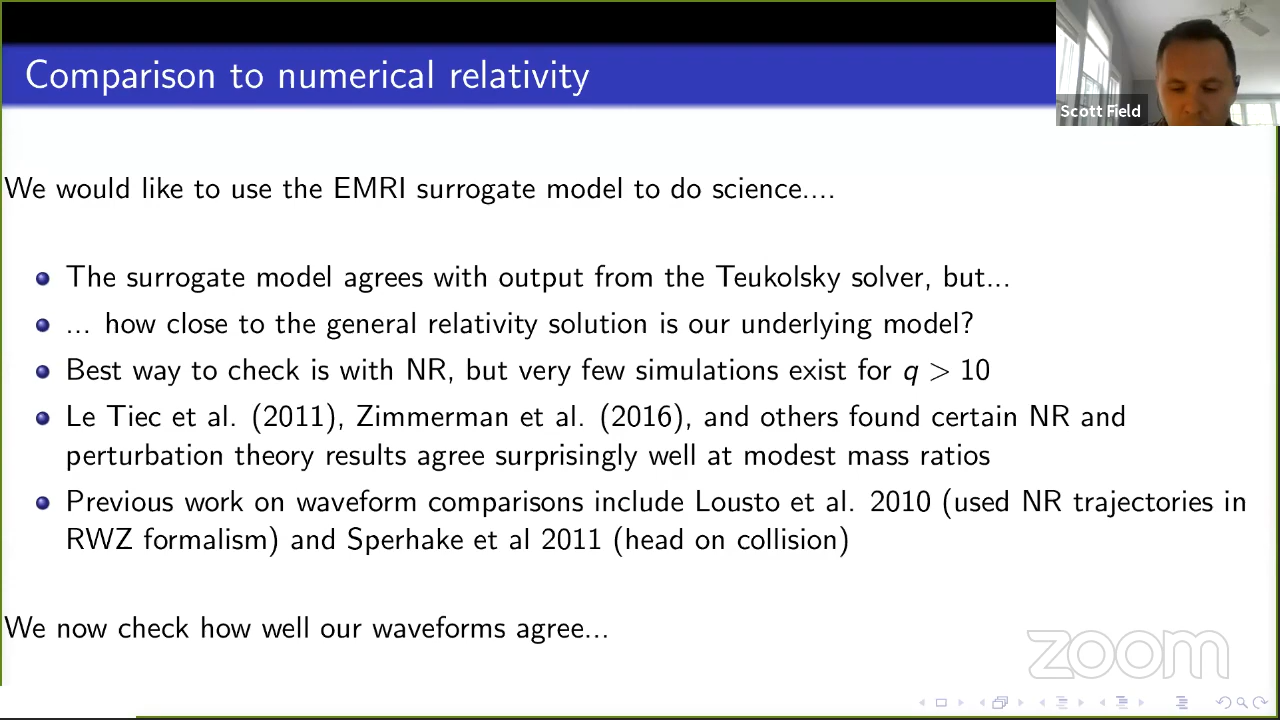 Comparison to numerical relativity
Scott Field
We would like to use the EMRI surrogate model to do science....
The surrogate model agrees with output from the Teukolsky solver, but...
... how close to the general relativity solution is our underlying model?
Best way to check is with NR, but very few simulations exist for q > 10
Le Tiec et al. (2011), Zimmerman et al. (2016), and others found certain NR and
perturbation theory results agree surprisingly well at modest mass ratios
Previous work on waveform comparisons include Lousto et al. 2010 (used NR trajectories in
RWZ formalism) and Sperhake et al 2011 (head on collision)
We now check how well our waveforms agree...
zoom